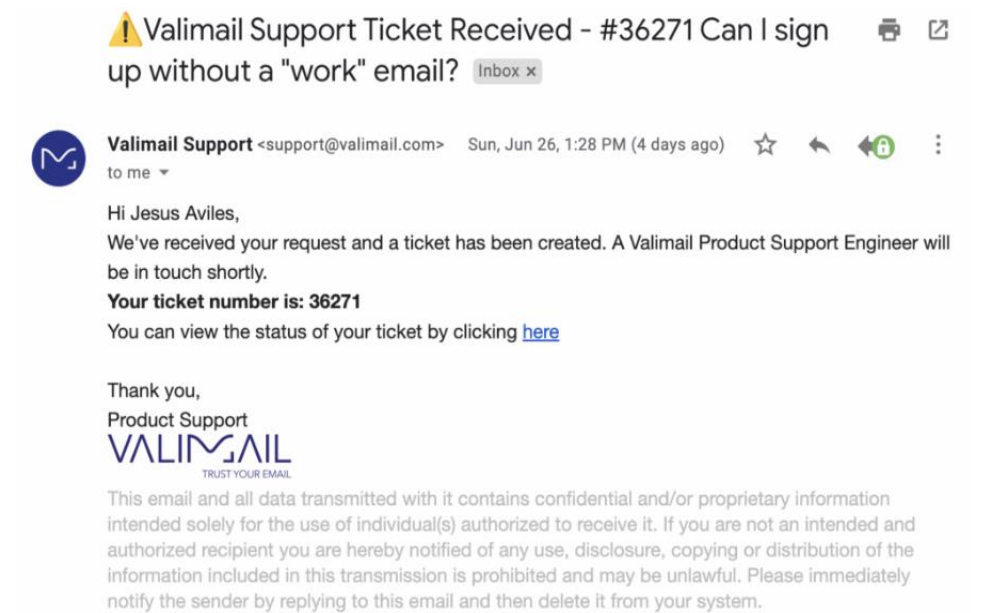 ⚠️Valimail Support Ticket Received - #36271 Can I sign
up without a "work" email? Inbox ×
Valimail Support <support@valimail.com> Sun, Jun 26, 1:28 PM (4 days ago)
to me
Hi Jesus Aviles,
We've received your request and a ticket has been created. A Valimail Product Support Engineer will
be in touch shortly.
Your ticket number is: 36271
You can view the status of your ticket by clicking here
Thank you,
Product Support
VALIMAIL
TRUST YOUR EMAIL
This email and all data transmitted with it contains confidential and/or proprietary information
intended solely for the use of individual(s) authorized to receive it. If you are not an intended and
authorized recipient you are hereby notified of any use, disclosure, copying or distribution of the
information included in this transmission is prohibited and may be unlawful. Please immediately
notify the sender by replying to this email and then delete it from your system.